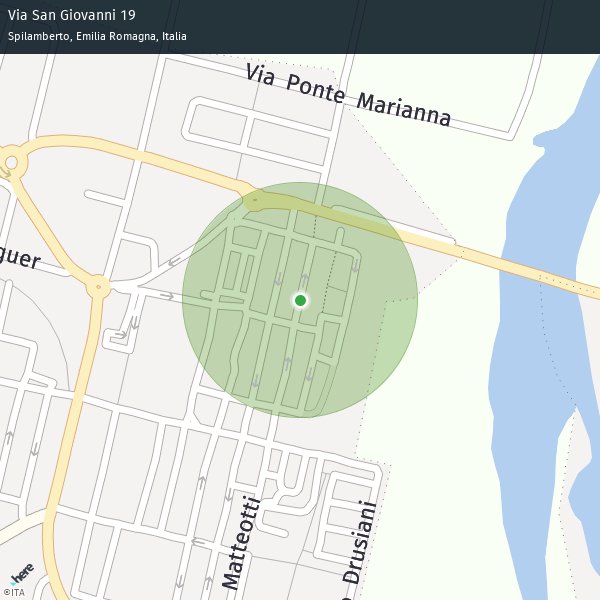 Via San Giovanni 19
Spilamberto, Emilia Romagna, Italia
Via Ponte Marianna
guer
Matteotti
Drusiani
here
©ITA